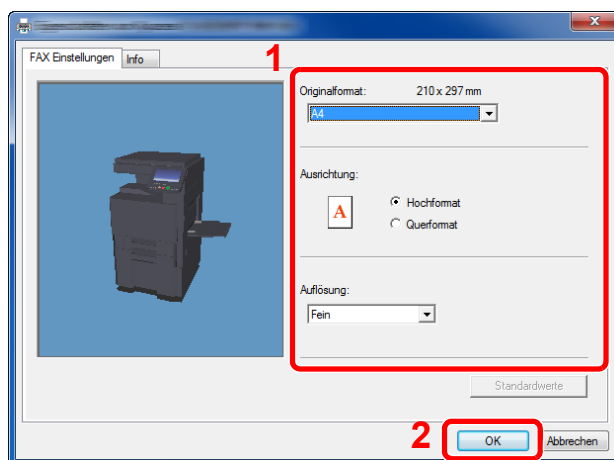 FAX Einstellungen Info
1
Originalformat: 210 x 297 mm
A4
Ausrichtung:
A
Hochformat
Querformat
Auflösung:
Fein
Standardwerte
2 OK Abbrechen